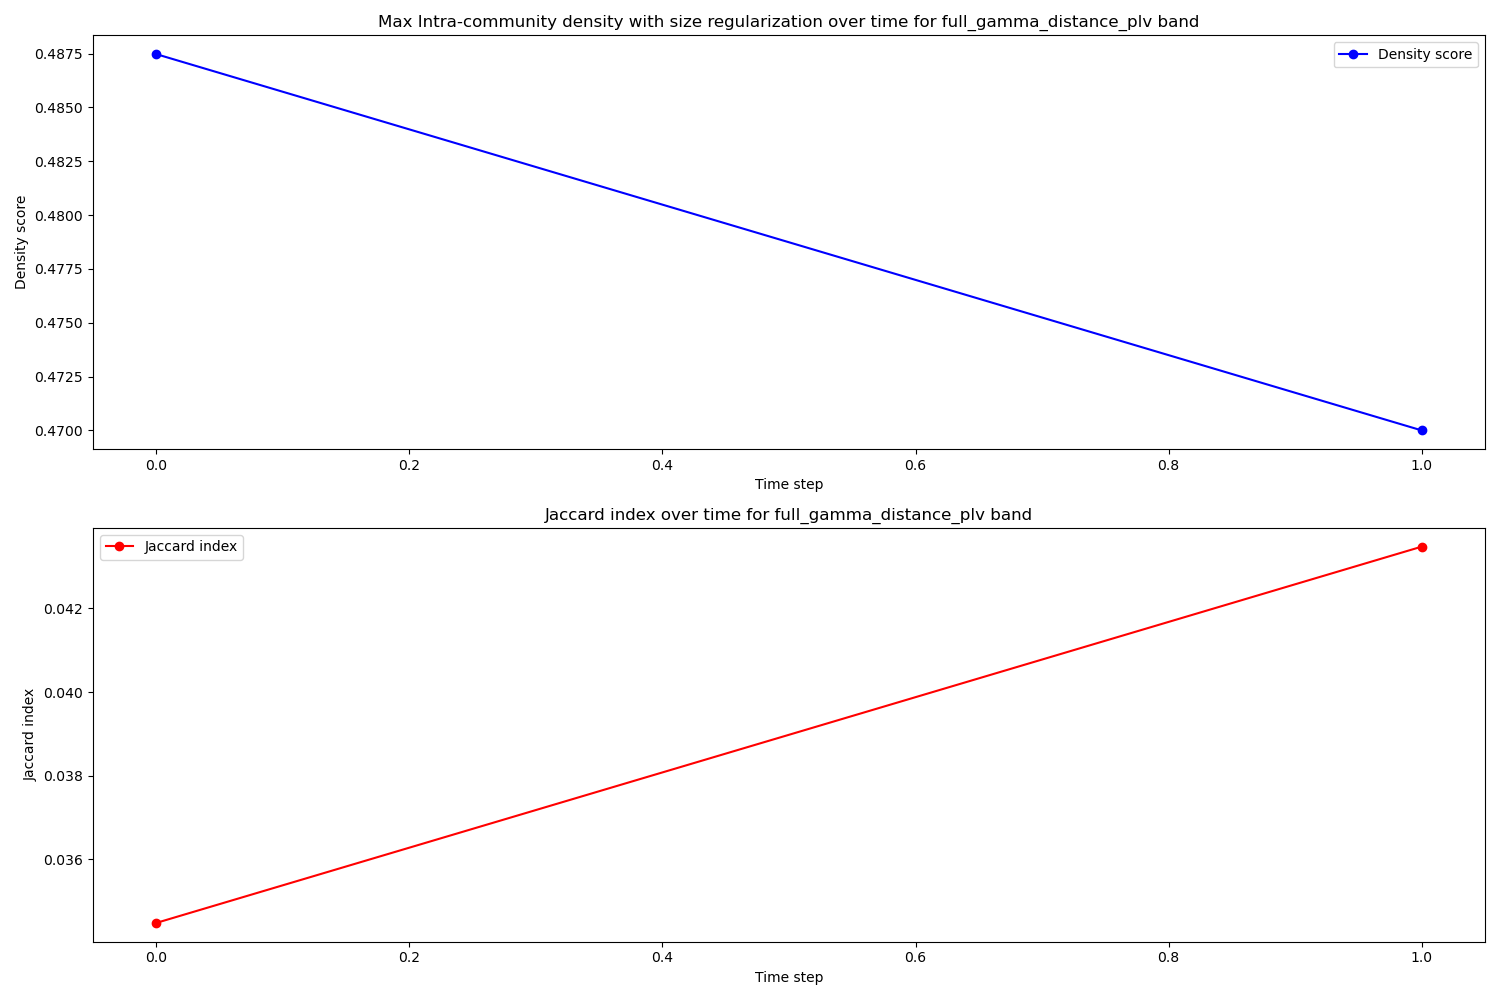 Max Intra-community density with size regularization over time for full_gamma_distance_plv band
0.4875
0.4850
0.4825
0.4800
0.4775
0.4750
0.4725
0.4700
Density score
Density score
0.0 0.2 0.4 0.6 0.8 1.0
Time step
Jaccard index over time for full_gamma_distance_plv band
Jaccard index
0.042
0.040
0.038
0.036
Jaccard index
0.0 0.2 0.4 0.6 0.8 1.0
Time step